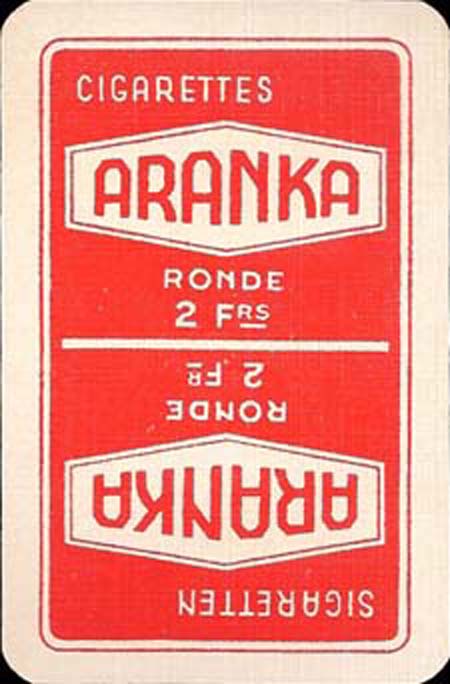 CIGARETTES
ARANKA
RONDE
2 FRS
SIGARETTEN
ARANKA
RONDE
2 FR